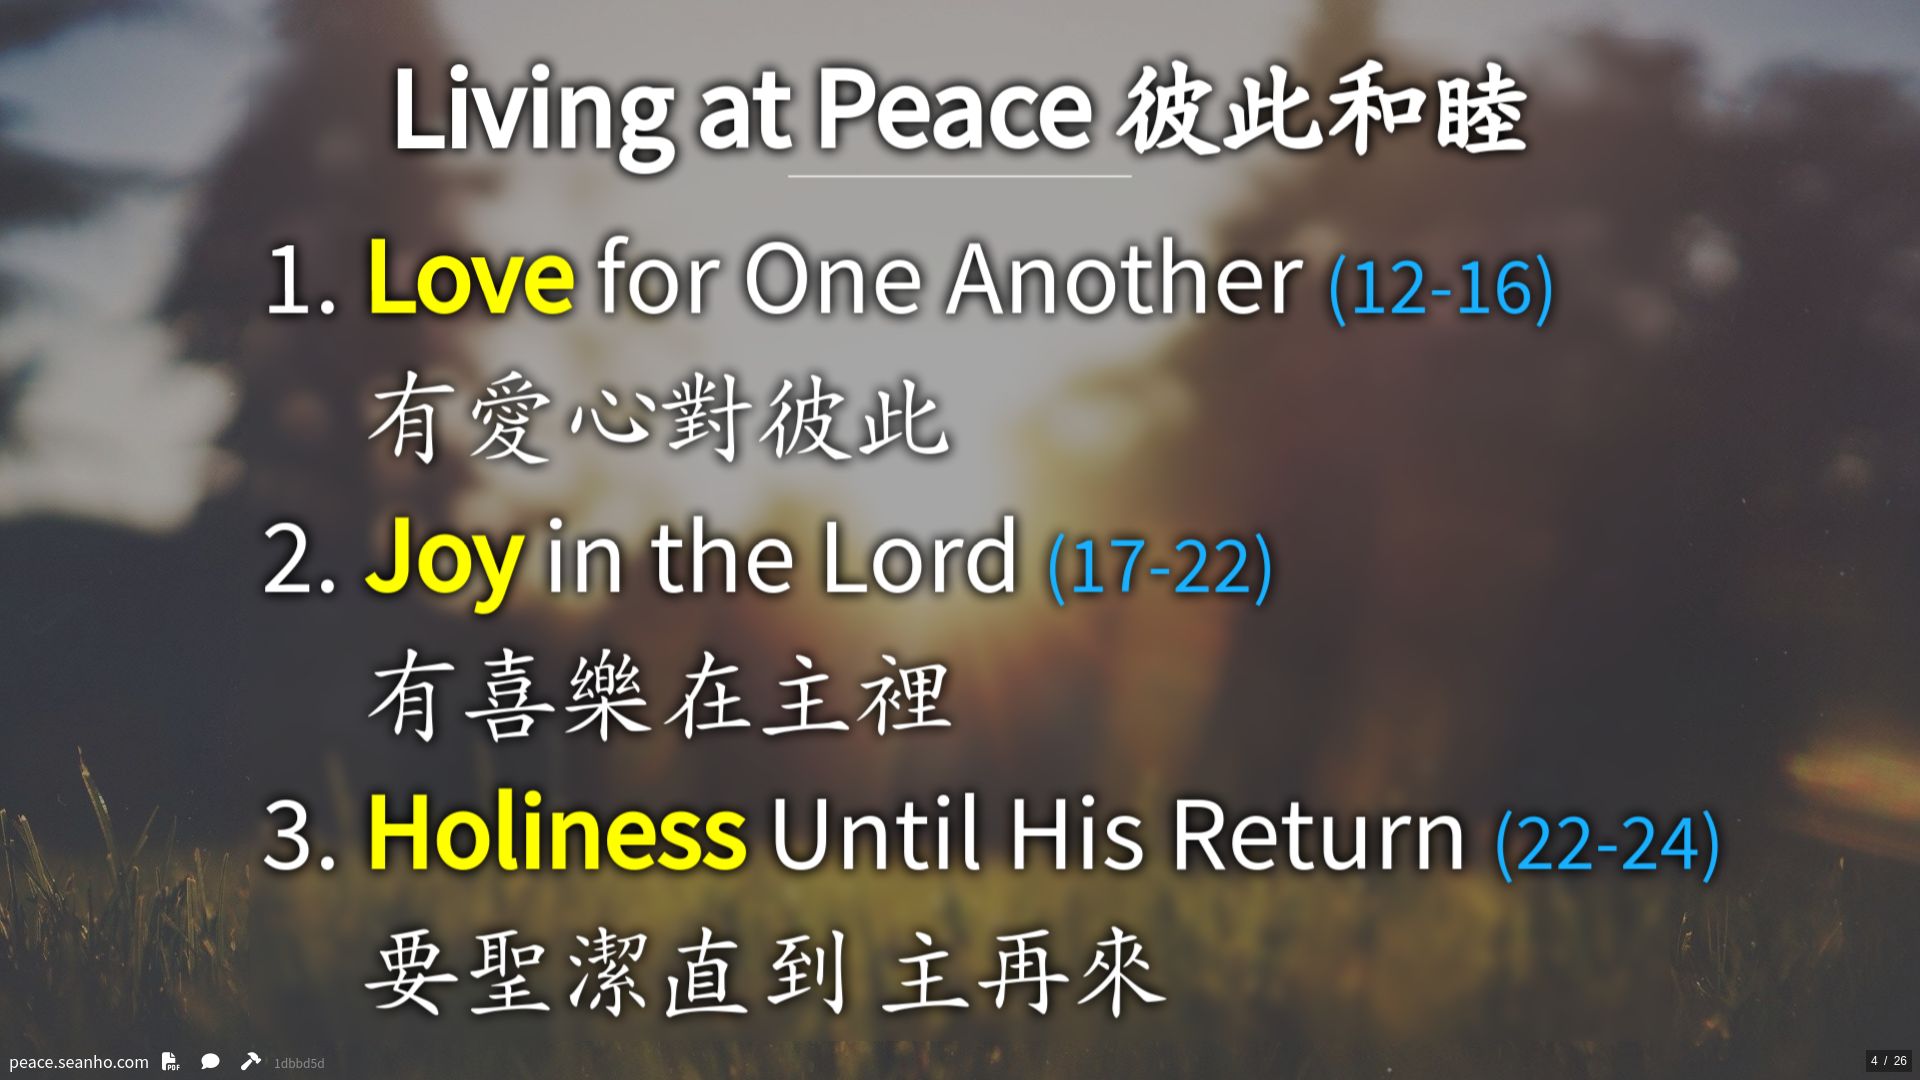 Living at Peace 彼此和睦
1. Love for One Another (12-16)
有愛心對彼此
2. Joy in the Lord (17-22)
有喜樂在主裡
3. Holiness Until His Return (22-24)
要聖潔直到 主再來
peace.seanho.com PDF 1dbbd5d
4 / 26